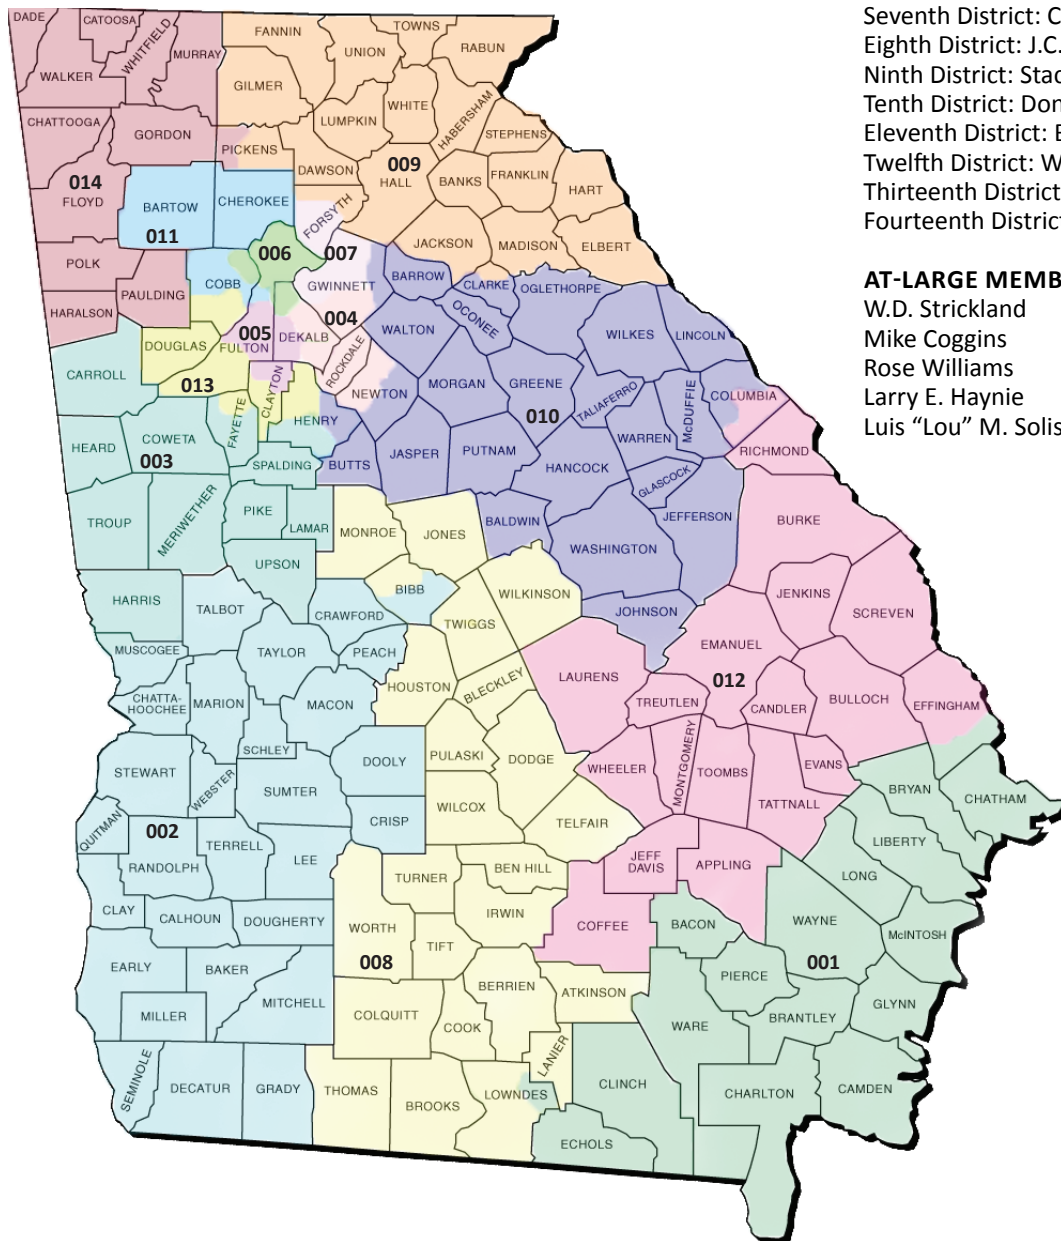 DADE
CATOOSA
WHITFIELD
MURRAY
FANNIN
UNION
TOWNS
RABUN
WALKER
GILMER
WHITE
HABERSHAM
LUMPKIN
STEPHENS
CHATTOOGA
GORDON
PICKENS
DAWSON
009
HALL
BANKS
FRANKLIN
HART
014
FLOYD
BARTOW
011
CHEROKEE
FORSYTH
JACKSON
MADISON
ELBERT
POLK
COBB
006
007
GWINNETT
BARROW
CLARKE
OGLETHORPE
PAULDING
HARALSON
OCONEE
DOUGLAS
005
FULTON
DEKALB
004
ROCKDALE
WALTON
WILKES
LINCOLN
CARROLL
013
CLAYTON
NEWTON
MORGAN
GREENE
TALIAFERRO
McDUFFIE
COLUMBIA
HEARD
COWETA
003
FAYETTE
HENRY
010
WARREN
RICHMOND
SPALDING
BUTTS
JASPER
PUTNAM
HANCOCK
GLASCOCK
TROUP
MERIWETHER
PIKE
LAMAR
MONROE
JONES
BALDWIN
JEFFERSON
BURKE
UPSON
WASHINGTON
HARRIS
TALBOT
CRAWFORD
BIBB
WILKINSON
JOHNSON
JENKINS
SCREVEN
MUSCOGEE
TAYLOR
PEACH
TWIGGS
EMANUEL
CHATTA-
HOOCHEE
MARION
MACON
HOUSTON
BLECKLEY
LAURENS
012
TREUTLEN
CANDLER
BULLOCH
EFFINGHAM
SCHLEY
DOOLY
PULASKI
DODGE
WHEELER
MONTGOMERY
TOOMBS
EVANS
STEWART
WEBSTER
SUMTER
TATTNALL
BRYAN
CHATHAM
QUITMAN
002
RANDOLPH
TERRELL
CRISP
WILCOX
TELFAIR
LIBERTY
LEE
BEN HILL
JEFF
DAVIS
APPLING
LONG
TURNER
CLAY
CALHOUN
DOUGHERTY
WORTH
IRWIN
COFFEE
BACON
WAYNE
McINTOSH
TIFT
008
001
EARLY
BAKER
MITCHELL
BERRIEN
ATKINSON
PIERCE
GLYNN
MILLER
COLQUITT
COOK
WARE
BRANTLEY
LANIER
SEMINOLE
DECATUR
GRADY
THOMAS
BROOKS
LOWNDES
CLINCH
CHARLTON
CAMDEN
ECHOLS
Seventh District: C
Eighth District: J.C.
Ninth District: Stac
Tenth District: Don
Eleventh District: E
Twelfth District: W
Thirteenth District
Fourteenth District
AT-LARGE MEMB
W.D. Strickland
Mike Coggins
Rose Williams
Larry E. Haynie
Luis “Lou” M. Solis